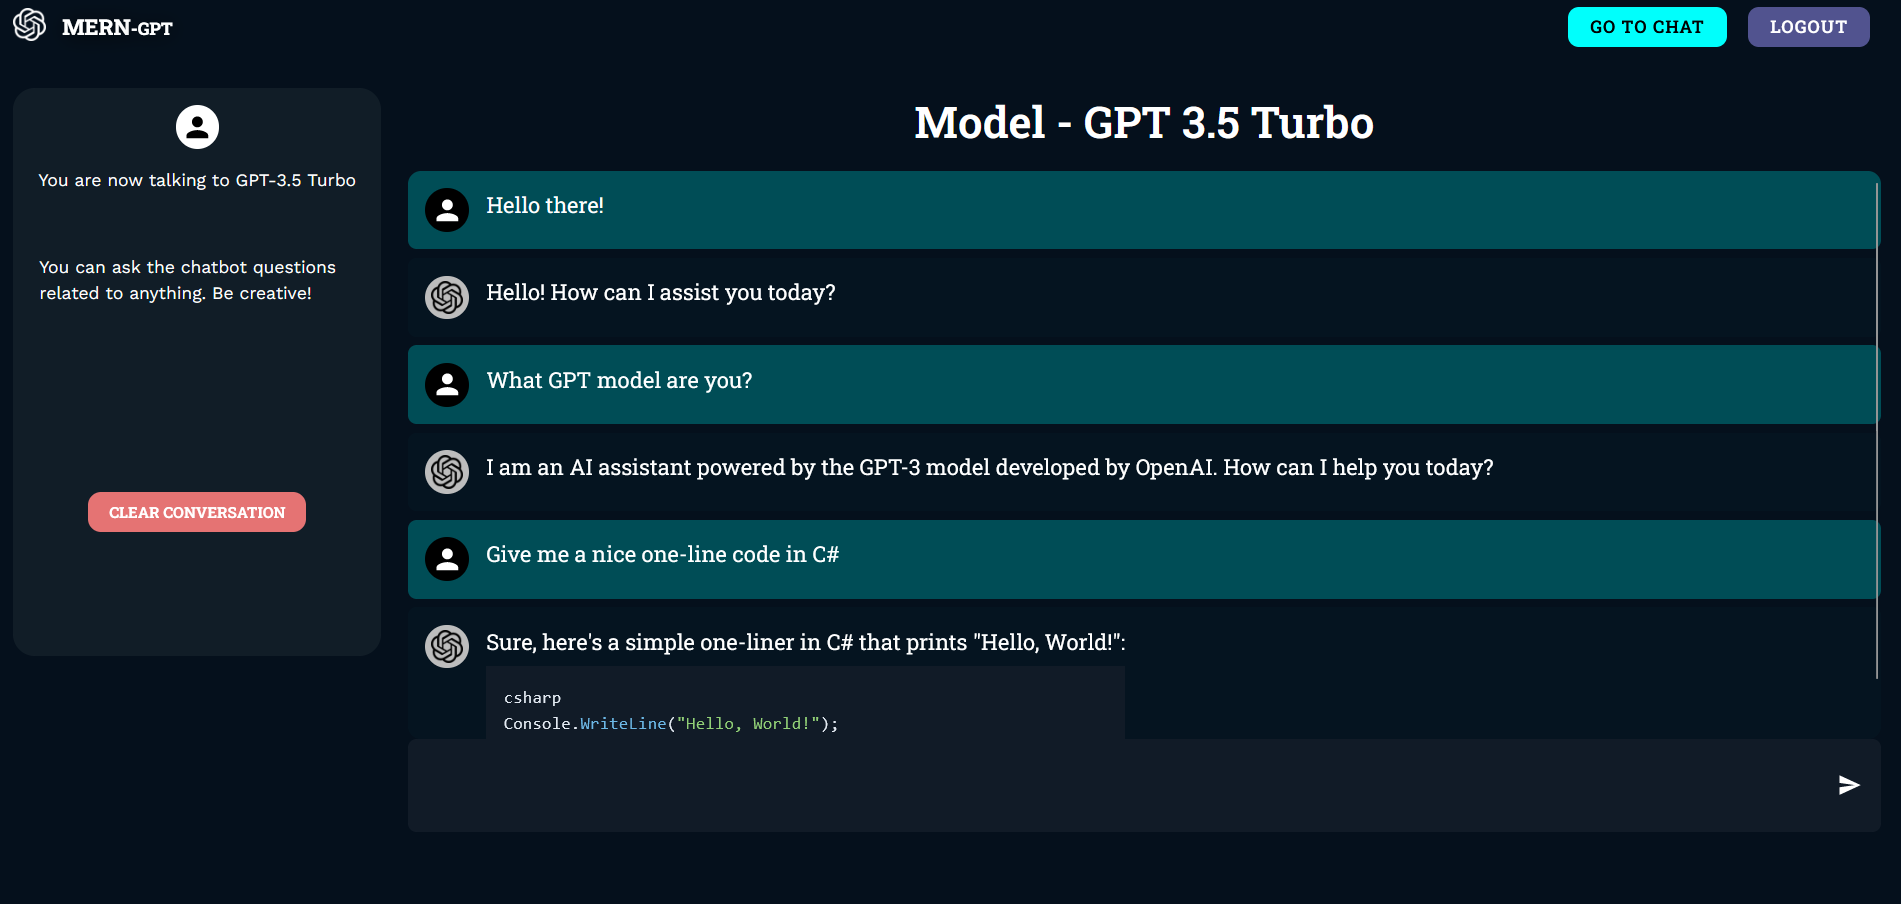 MERN-GPT
GO TO CHAT
LOGOUT
You are now talking to GPT-3.5 Turbo
You can ask the chatbot questions
related to anything. Be creative!
CLEAR CONVERSATION
Model - GPT 3.5 Turbo
Hello there!
Hello! How can I assist you today?
What GPT model are you?
I am an AI assistant powered by the GPT-3 model developed by OpenAI. How can I help you today?
Give me a nice one-line code in C#
Sure, here's a simple one-liner in C# that prints "Hello, World!":
csharp
Console.WriteLine("Hello, World!");